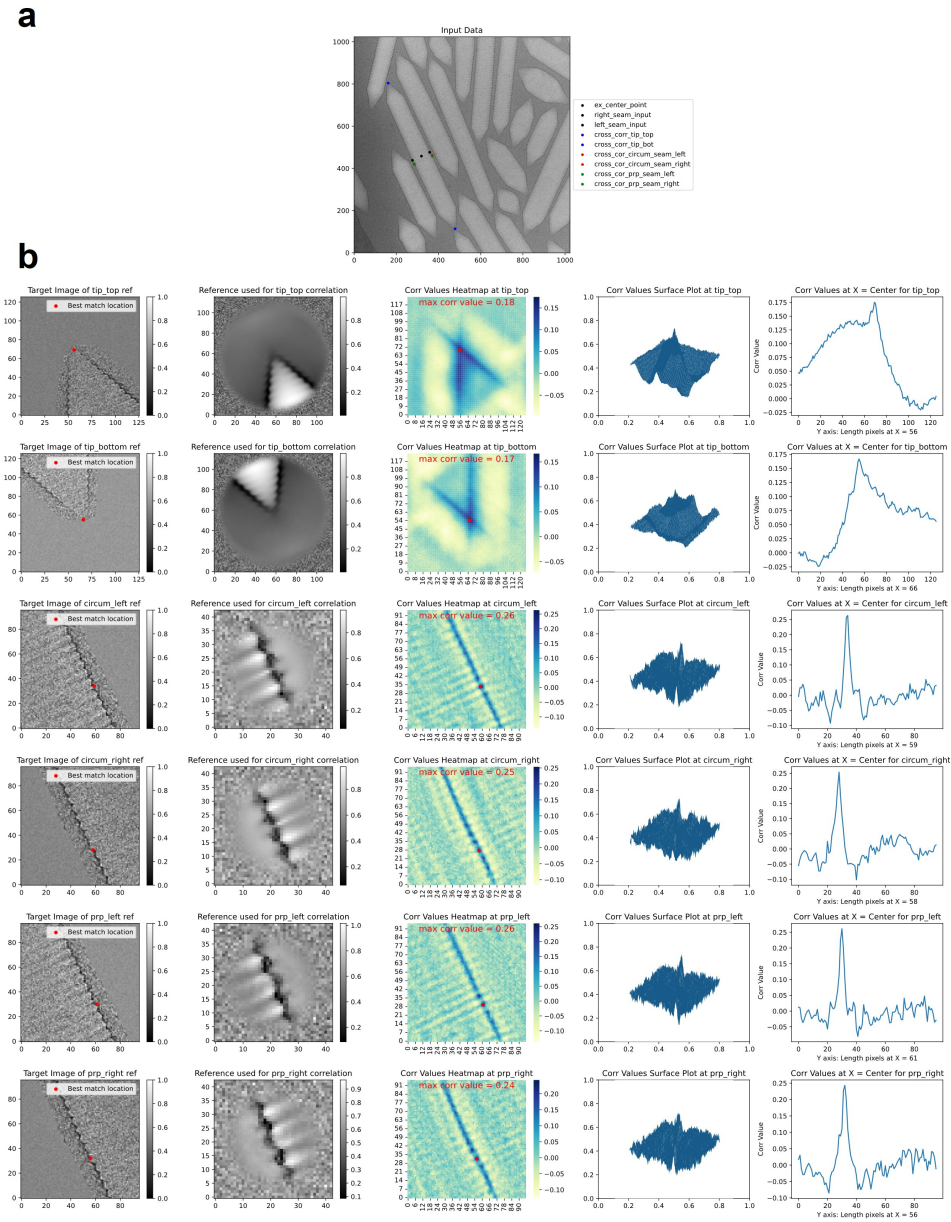 a
Input Data
1000
800
600
400
200
0
0 200 400 600 800 1000
ex_center_point
right_seam_input
left_seam_input
cross_corr_tip_top
cross_corr_tip_bot
cross_cor_circum_seam_left
cross_cor_circum_seam_right
cross_cor_prp_seam_left
cross_cor_prp_seam_right
b
Target Image of tip_top ref
Best match location
Reference used for tip_top correlation
Corr Values Heatmap at tip_top
max corr value = 0.18
Corr Values Surface Plot at tip_top
Corr Values at X = Center for tip_top
Corr Value
Y axis: Length pixels at X = 56
Target Image of tip_bottom ref
Best match location
Reference used for tip_bottom correlation
Corr Values Heatmap at tip_bottom
max corr value = 0.17
Corr Values Surface Plot at tip_bottom
Corr Values at X = Center for tip_bottom
Corr Value
Y axis: Length pixels at X = 66
Target Image of circum_left ref
Best match location
Reference used for circum_left correlation
Corr Values Heatmap at circum_left
max corr value = 0.26
Corr Values Surface Plot at circum_left
Corr Values at X = Center for circum_left
Corr Value
Y axis: Length pixels at X = 59
Target Image of circum_right ref
Best match location
Reference used for circum_right correlation
Corr Values Heatmap at circum_right
max corr value = 0.25
Corr Values Surface Plot at circum_right
Corr Values at X = Center for circum_right
Corr Value
Y axis: Length pixels at X = 58
Target Image of prp_left ref
Best match location
Reference used for prp_left correlation
Corr Values Heatmap at prp_left
max corr value = 0.26
Corr Values Surface Plot at prp_left
Corr Values at X = Center for prp_left
Corr Value
Y axis: Length pixels at X = 61
Target Image of prp_right ref
Best match location
Reference used for prp_right correlation
Corr Values Heatmap at prp_right
max corr value = 0.24
Corr Values Surface Plot at prp_right
Corr Values at X = Center for prp_right
Corr Value
Y axis: Length pixels at X = 56